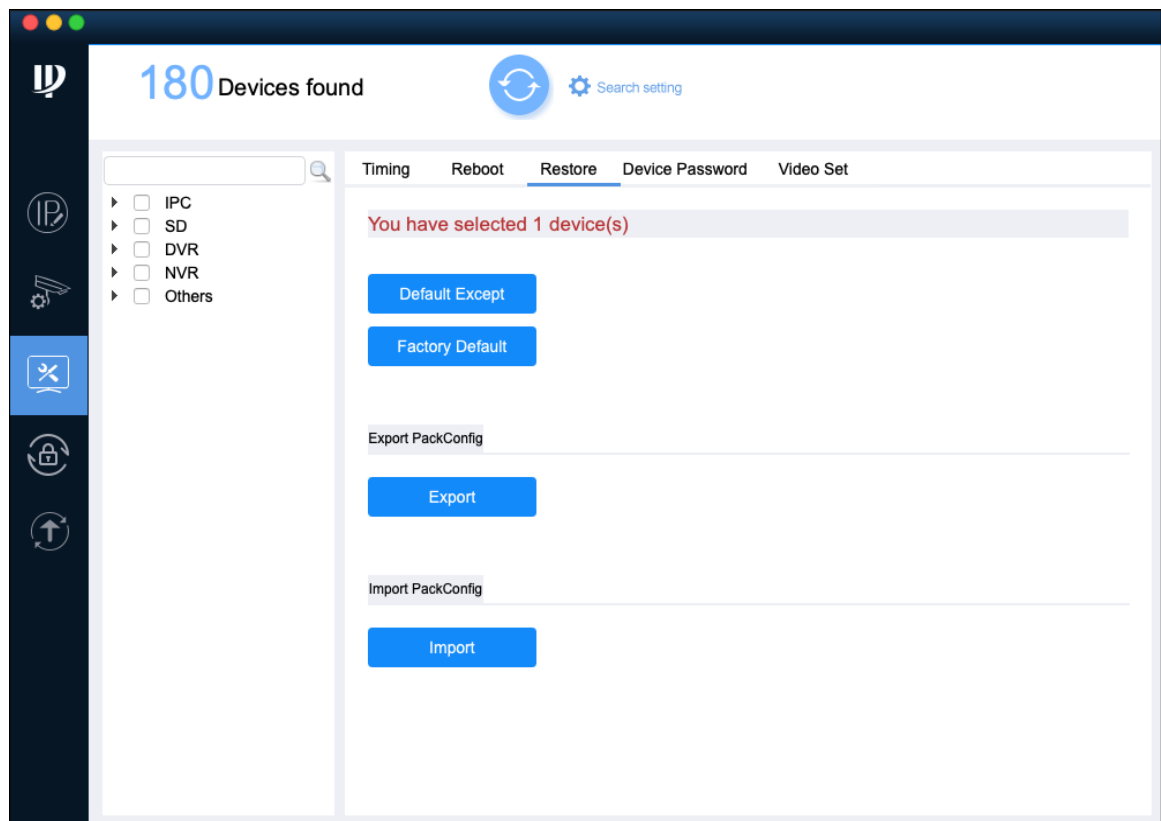 180 Devices found
Search setting
Timing Reboot Restore Device Password Video Set
IPC
SD
DVR
NVR
Others
You have selected 1 device(s)
Default Except
Factory Default
Export PackConfig
Export
Import PackConfig
Import
IP